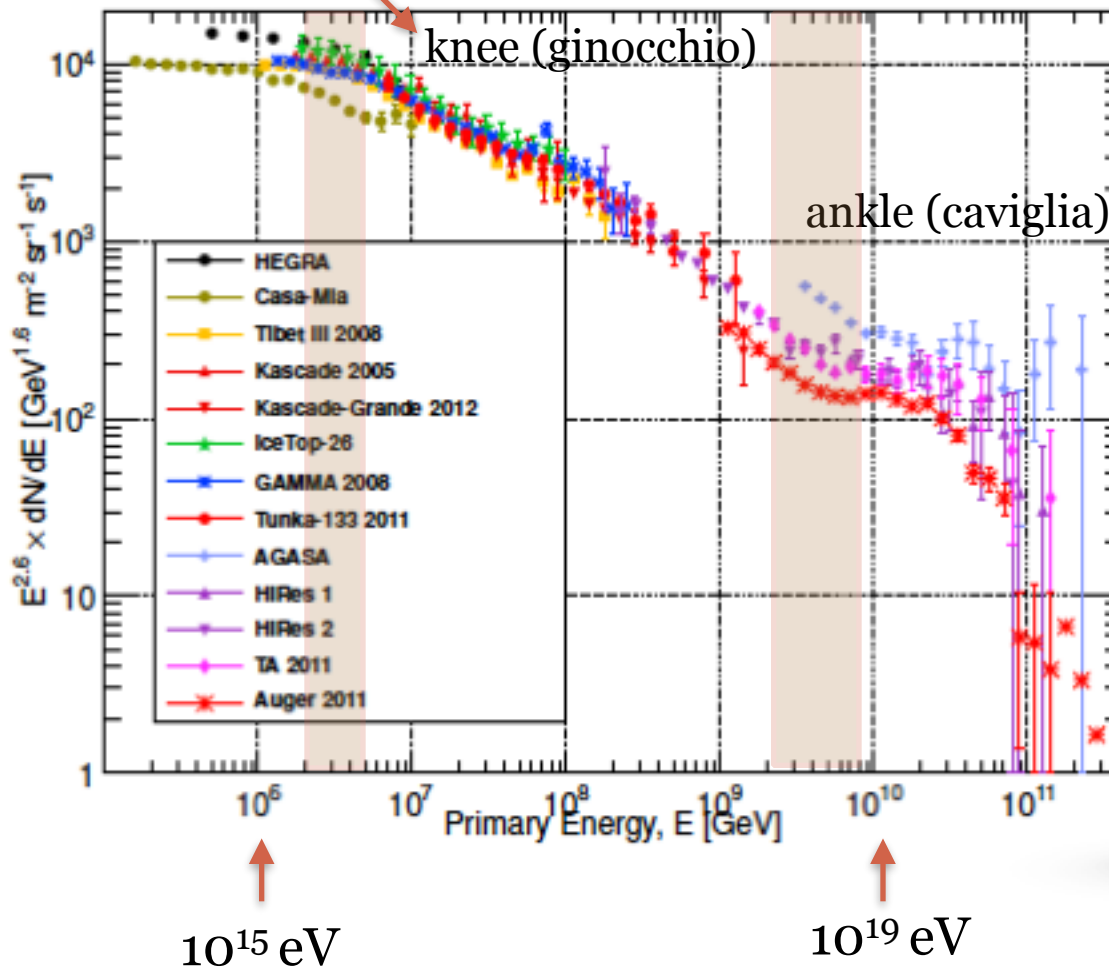 knee (ginocchio)
ankle (caviglia)
10⁴
10³
10²
10
1
E^2.6 × dN/dE [GeV^1.6 m^-2 sr^-1 s^-1]
HEGRA
Casa-Mia
Tibet III 2008
Kascade 2005
Kascade-Grande 2012
IceTop-26
GAMMA 2008
Tunka-133 2011
AGASA
HiRes 1
HiRes 2
TA 2011
Auger 2011
10⁶ 10⁷ 10⁸ 10⁹ 10¹⁰ 10¹¹
Primary Energy, E [GeV]
10¹⁵ eV 10¹⁹ eV